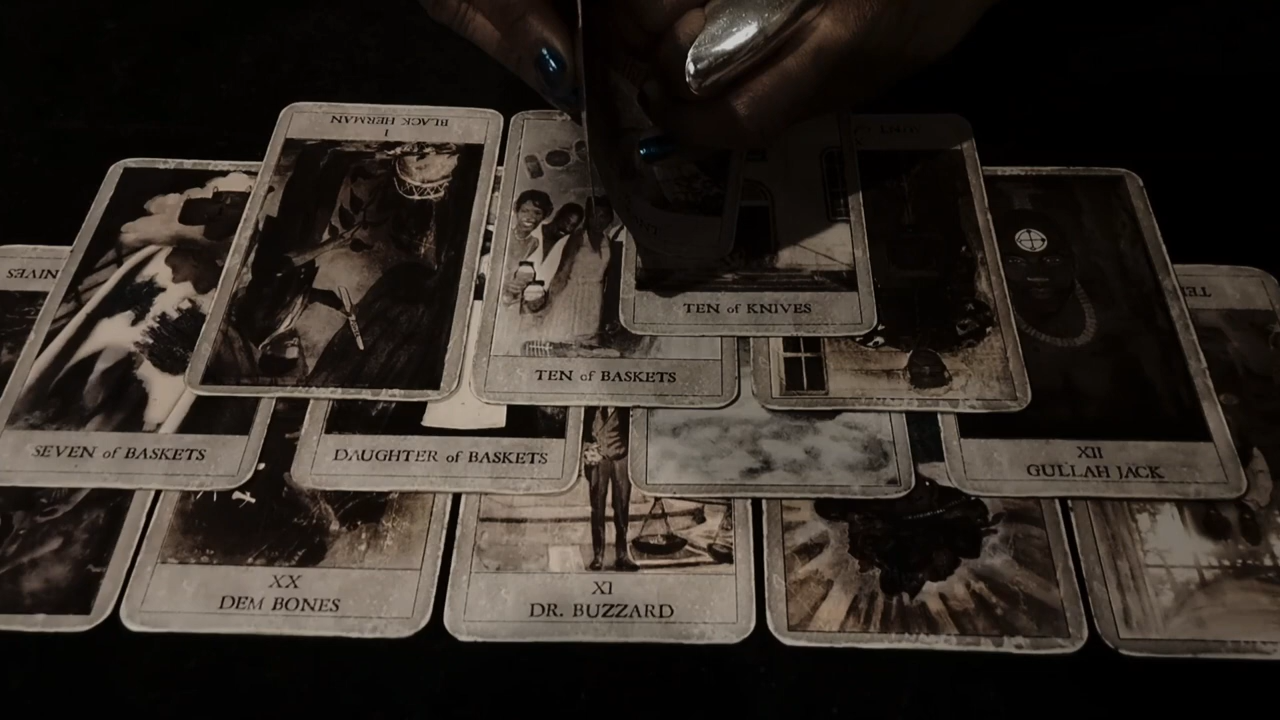 I
BLACK HERMAN
TEN of KNIVES
TEN of BASKETS
KNIVES
SEVEN of BASKETS
DAUGHTER of BASKETS
XII
GULLAH JACK
XX
DEM BONES
XI
DR. BUZZARD